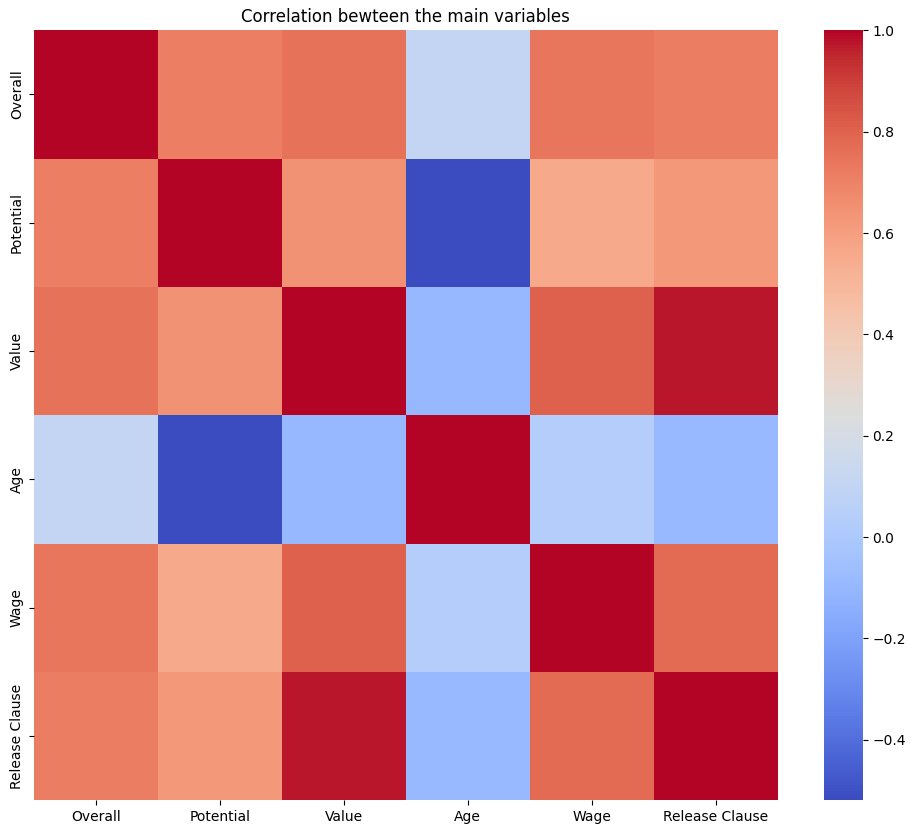 Correlation bewteen the main variables
Overall
Potential
Value
Age
Wage
Release Clause
Overall
Potential
Value
Age
Wage
Release Clause
1.0
0.8
0.6
0.4
0.2
0.0
−0.2
−0.4